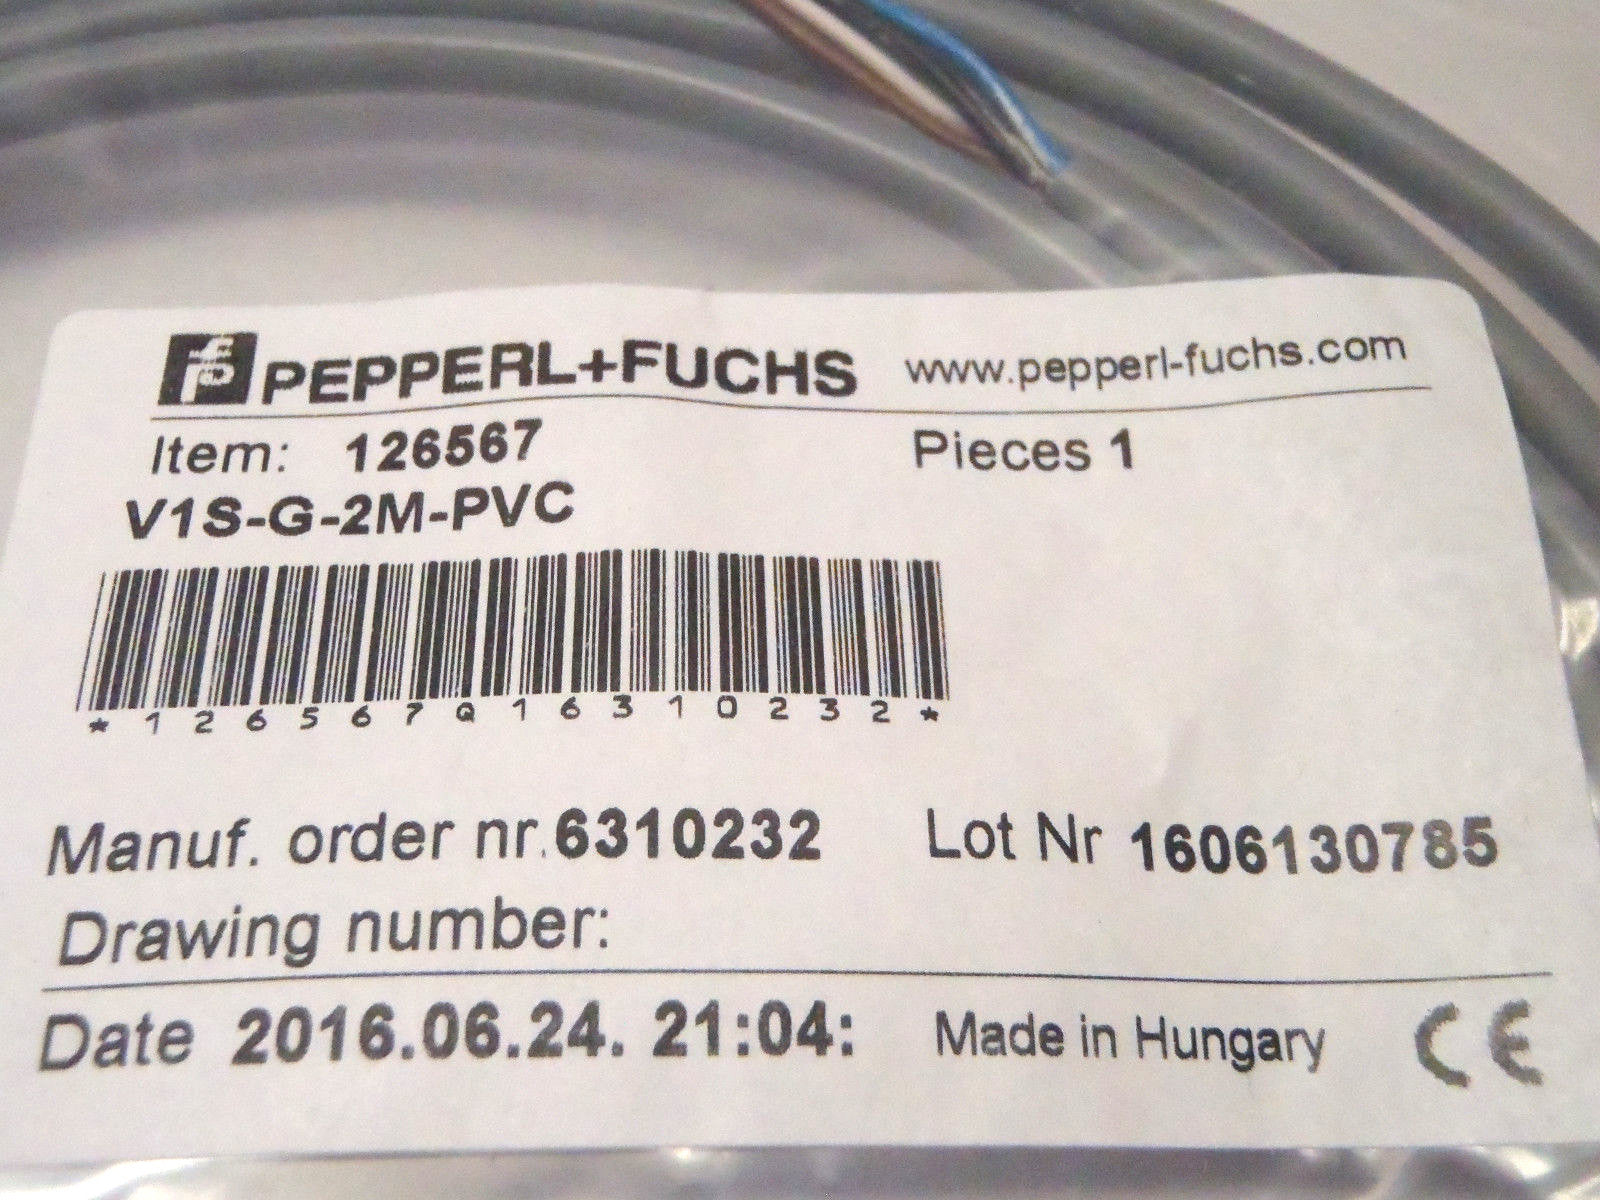 PEPPERL+FUCHS www.pepperl-fuchs.com
Item: 126567 Pieces 1
V1S-G-2M-PVC
*126567Q16310232*
Manuf. order nr.6310232 Lot Nr 1606130785
Drawing number:
Date 2016.06.24. 21:04: Made in Hungary CE